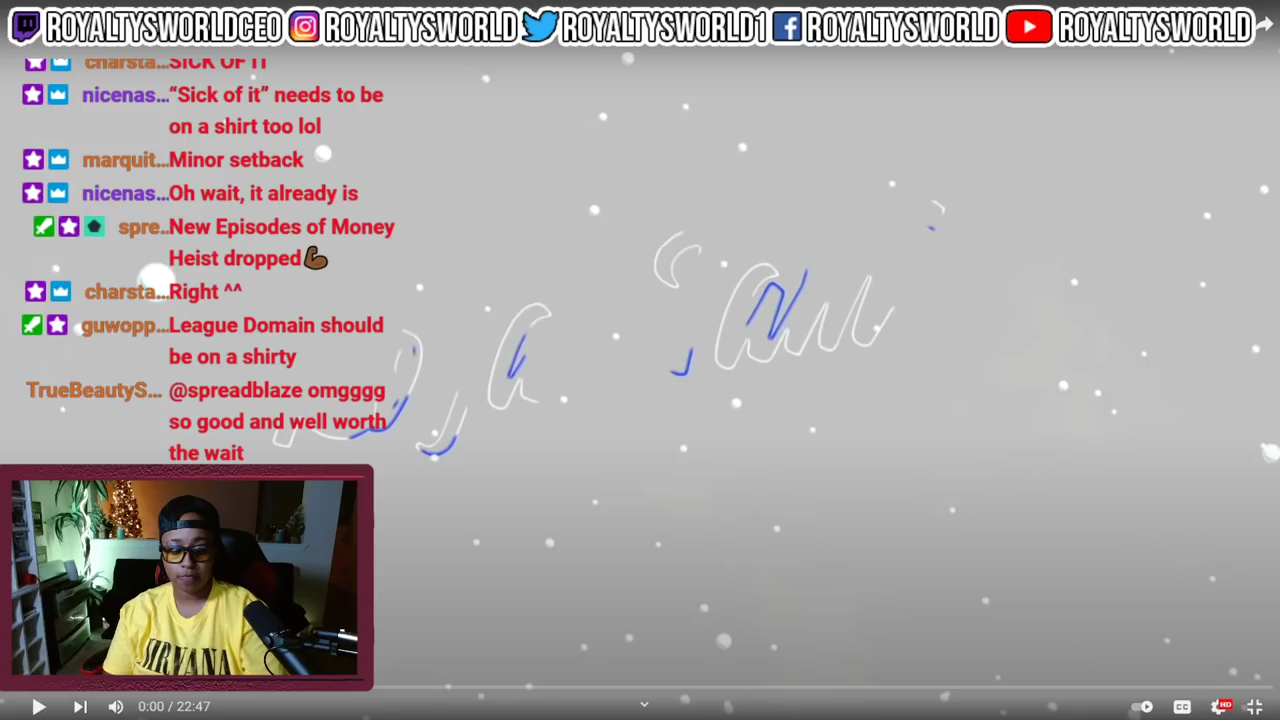 ROYALTYSWORLDCEO ROYALTYSWORLD ROYALTYSWORLD1 ROYALTYSWORLD ROYALTYSWORLD
charsta... SICK OF IT
nicenas... “Sick of it” needs to be
on a shirt too lol
marquit... Minor setback
nicenas... Oh wait, it already is
spre.. New Episodes of Money
Heist dropped💪🏾
charsta... Right ^^
guwopp... League Domain should
be on a shirty
TrueBeautyS... @spreadblaze omgggg
so good and well worth
the wait
NIRVANA
0:00 / 22:47
CC
HD